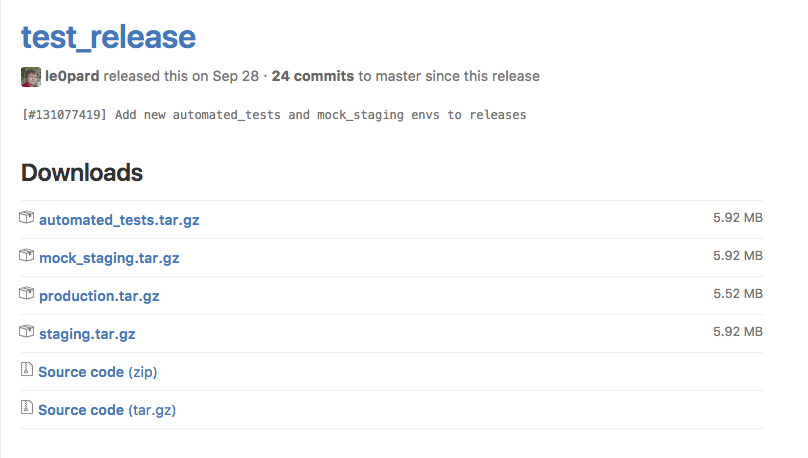 test_release
le0pard released this on Sep 28 · 24 commits to master since this release
[#131077419] Add new automated_tests and mock_staging envs to releases
Downloads
automated_tests.tar.gz 5.92 MB
mock_staging.tar.gz 5.92 MB
production.tar.gz 5.52 MB
staging.tar.gz 5.92 MB
Source code (zip)
Source code (tar.gz)